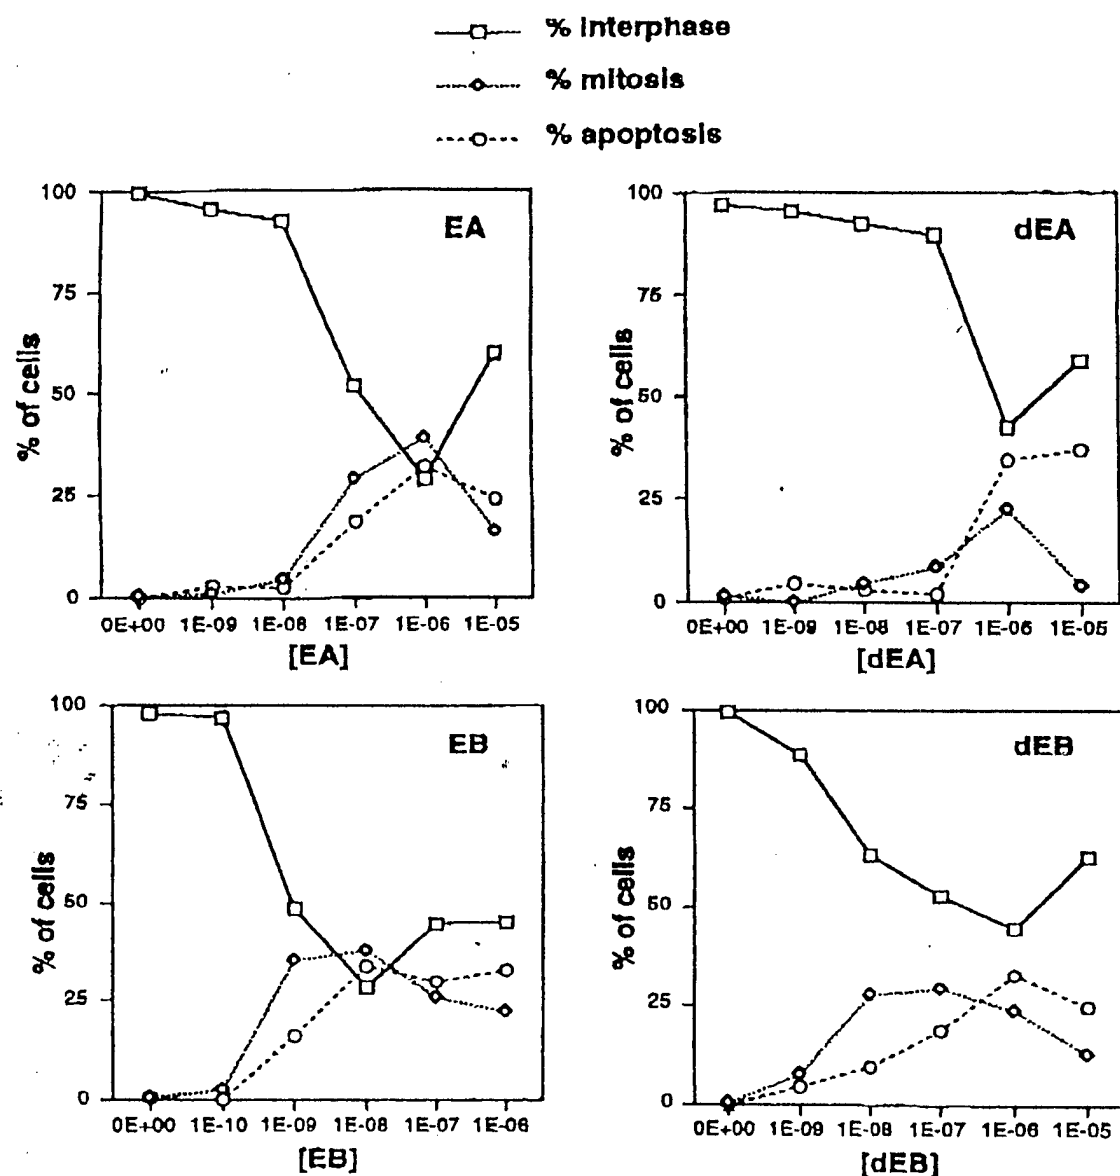 % interphase
% mitosis
% apoptosis
100
75
50
25
0
% of cells
EA
0E+00 1E-09 1E-08 1E-07 1E-06 1E-05
[EA]
100
75
50
25
0
% of cells
dEA
0E+00 1E-09 1E-08 1E-07 1E-06 1E-05
[dEA]
100
75
50
25
0
% of cells
EB
0E+00 1E-10 1E-09 1E-08 1E-07 1E-06
[EB]
100
75
50
25
0
% of cells
dEB
0E+00 1E-09 1E-08 1E-07 1E-06 1E-05
[dEB]